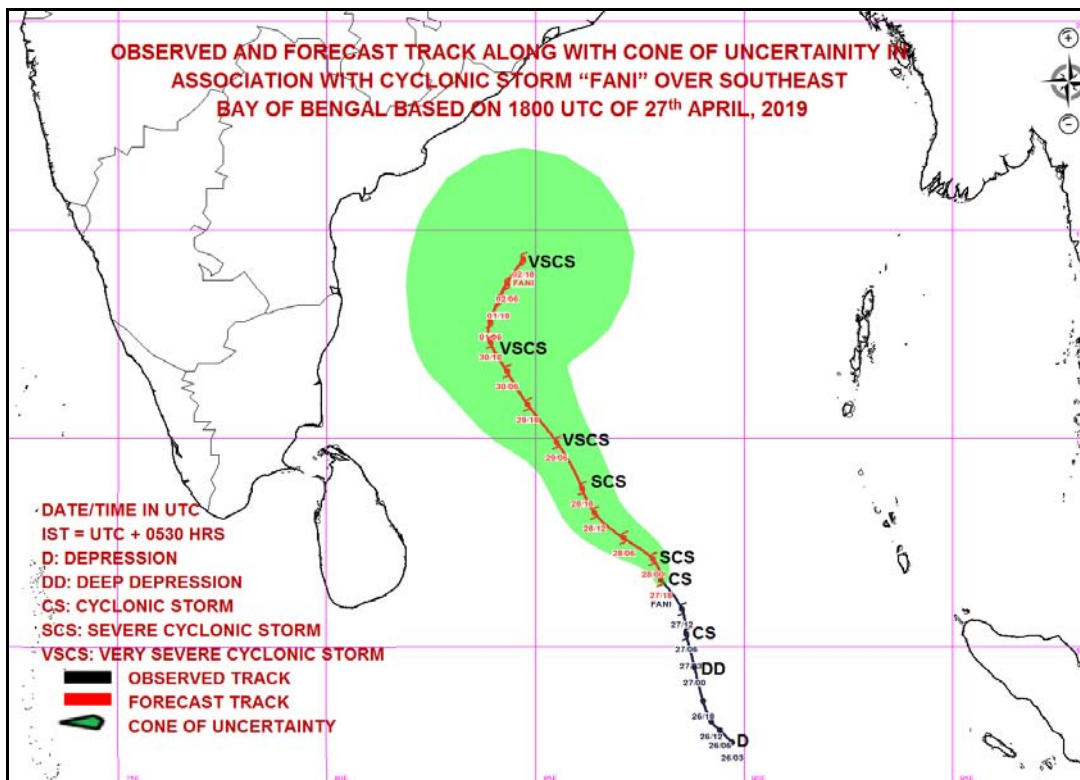 OBSERVED AND FORECAST TRACK ALONG WITH CONE OF UNCERTAINITY IN
ASSOCIATION WITH CYCLONIC STORM “FANI” OVER SOUTHEAST
BAY OF BENGAL BASED ON 1800 UTC OF 27th APRIL, 2019
VSCS
02/18
FANI
02/06
01/18
01/06
VSCS
30/18
30/06
29/18
VSCS
29/06
SCS
28/18
28/12
28/06
SCS
28/00
CS
27/18
FANI
27/12
CS
27/06
27/03
DD
27/00
26/18
26/12
26/06
D
26/03
DATE/TIME IN UTC
IST = UTC + 0530 HRS
D: DEPRESSION
DD: DEEP DEPRESSION
CS: CYCLONIC STORM
SCS: SEVERE CYCLONIC STORM
VSCS: VERY SEVERE CYCLONIC STORM
OBSERVED TRACK
FORECAST TRACK
CONE OF UNCERTAINTY